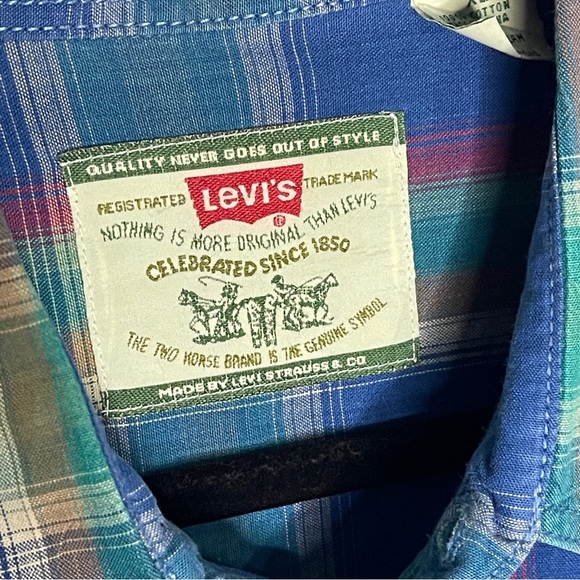 COTTON
QUALITY NEVER GOES OUT OF STYLE
REGISTRATED LEVI'S TRADE MARK
NOTHING IS MORE ORIGINAL THAN LEVI'S
CELEBRATED SINCE 1850
THE TWO HORSE BRAND IS THE GENUINE SYMBOL
MADE BY LEVI STRAUSS & CO